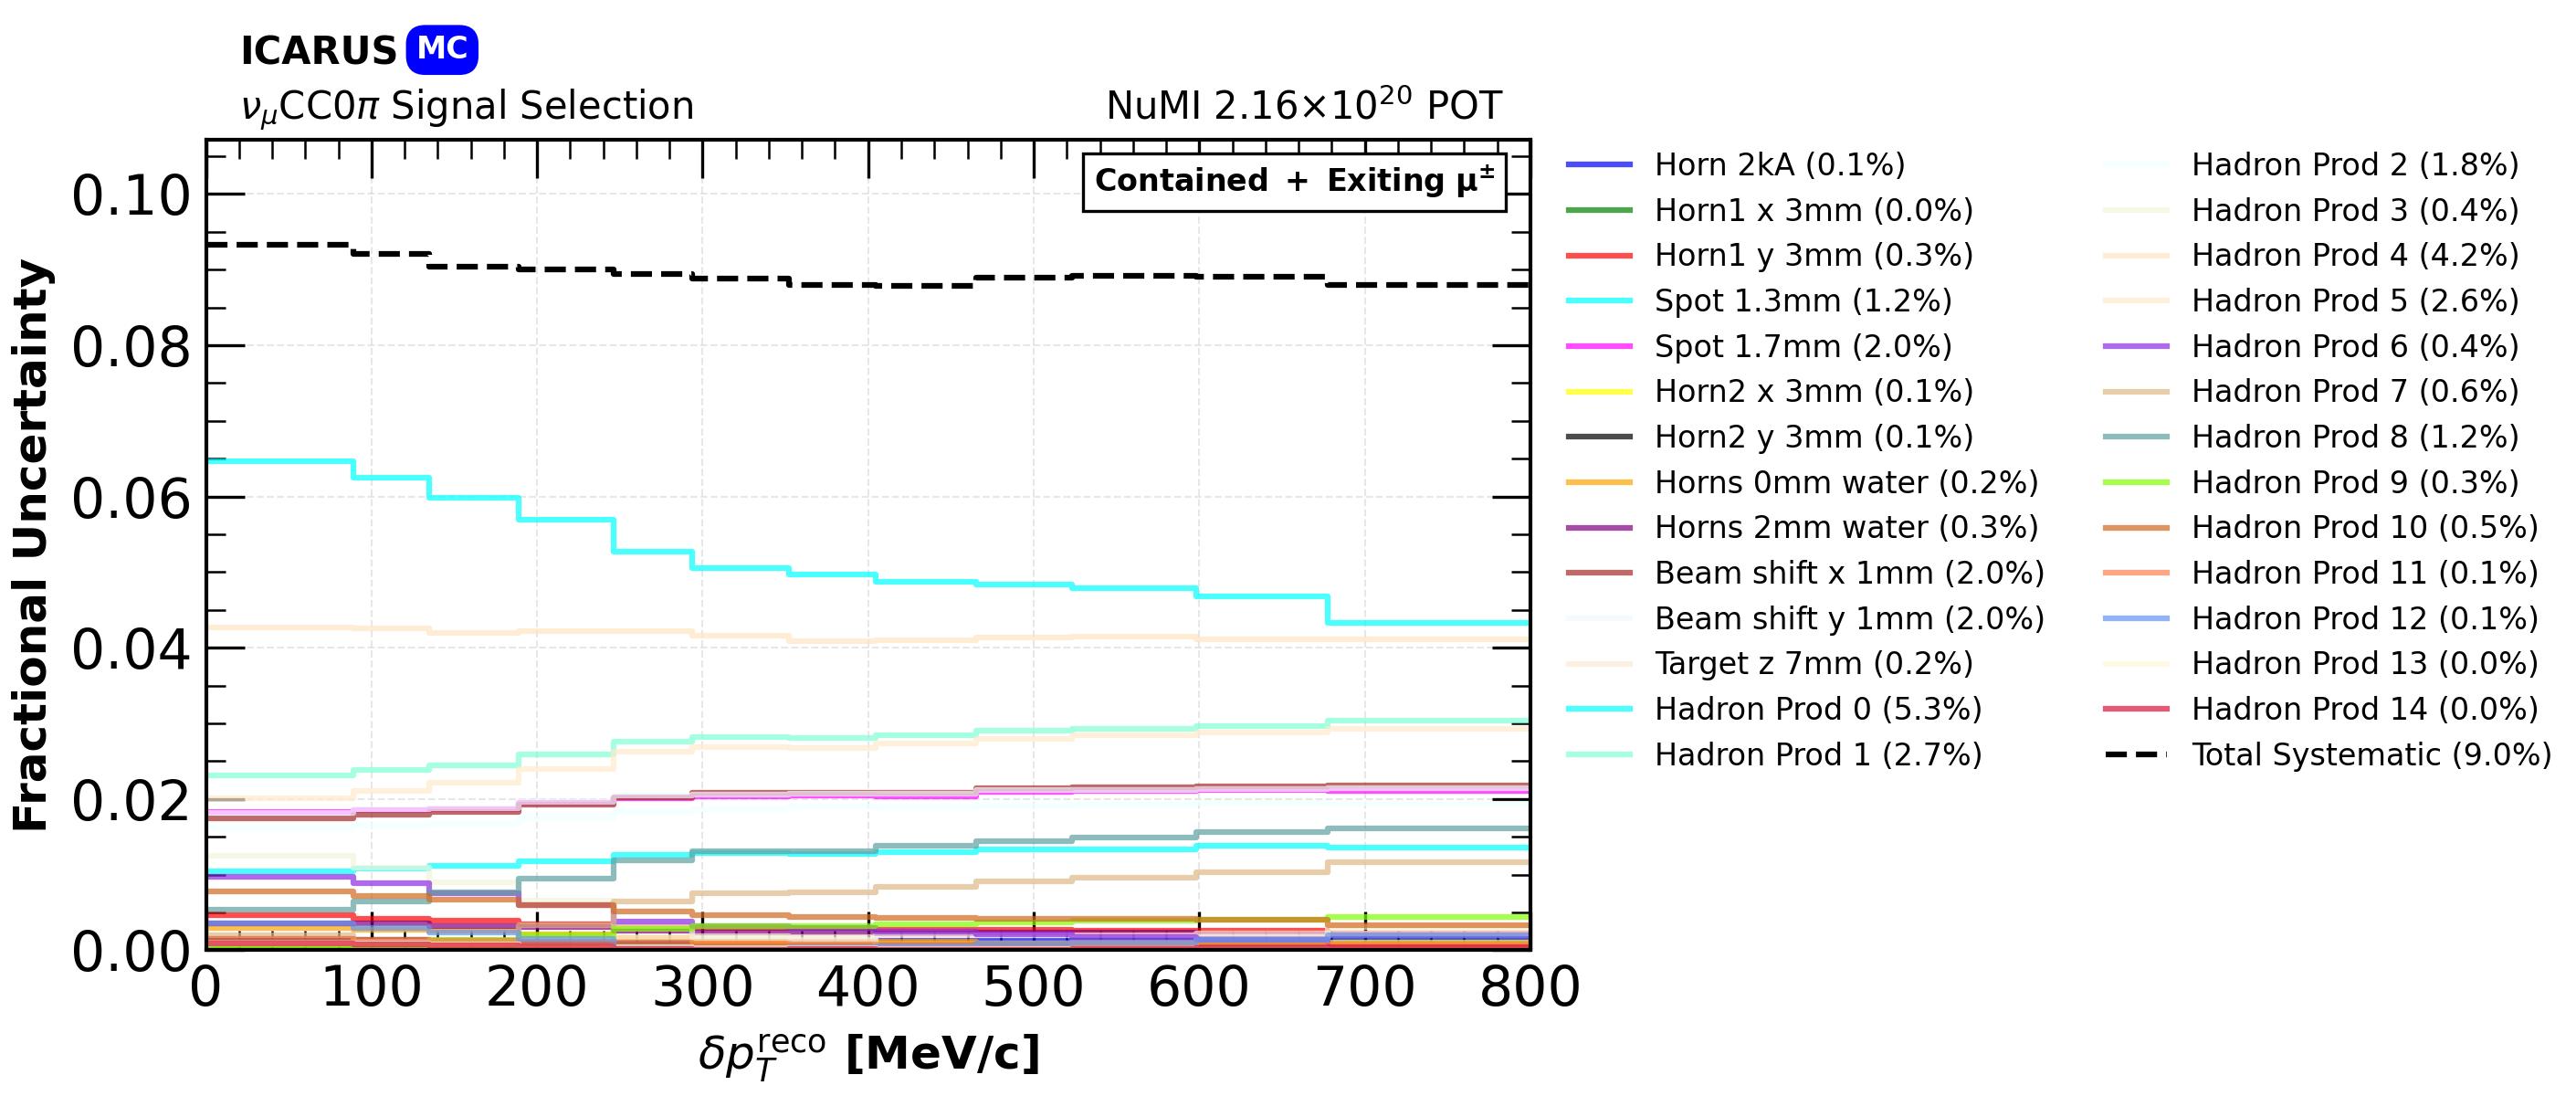 ICARUS MC
νμCC0π Signal Selection
NuMI 2.16×10^20 POT
Contained + Exiting μ±
Fractional Uncertainty
0.10
0.08
0.06
0.04
0.02
0.00
0 100 200 300 400 500 600 700 800
δp_T^reco [MeV/c]
Horn 2kA (0.1%)
Horn1 x 3mm (0.0%)
Horn1 y 3mm (0.3%)
Spot 1.3mm (1.2%)
Spot 1.7mm (2.0%)
Horn2 x 3mm (0.1%)
Horn2 y 3mm (0.1%)
Horns 0mm water (0.2%)
Horns 2mm water (0.3%)
Beam shift x 1mm (2.0%)
Beam shift y 1mm (2.0%)
Target z 7mm (0.2%)
Hadron Prod 0 (5.3%)
Hadron Prod 1 (2.7%)
Hadron Prod 2 (1.8%)
Hadron Prod 3 (0.4%)
Hadron Prod 4 (4.2%)
Hadron Prod 5 (2.6%)
Hadron Prod 6 (0.4%)
Hadron Prod 7 (0.6%)
Hadron Prod 8 (1.2%)
Hadron Prod 9 (0.3%)
Hadron Prod 10 (0.5%)
Hadron Prod 11 (0.1%)
Hadron Prod 12 (0.1%)
Hadron Prod 13 (0.0%)
Hadron Prod 14 (0.0%)
Total Systematic (9.0%)